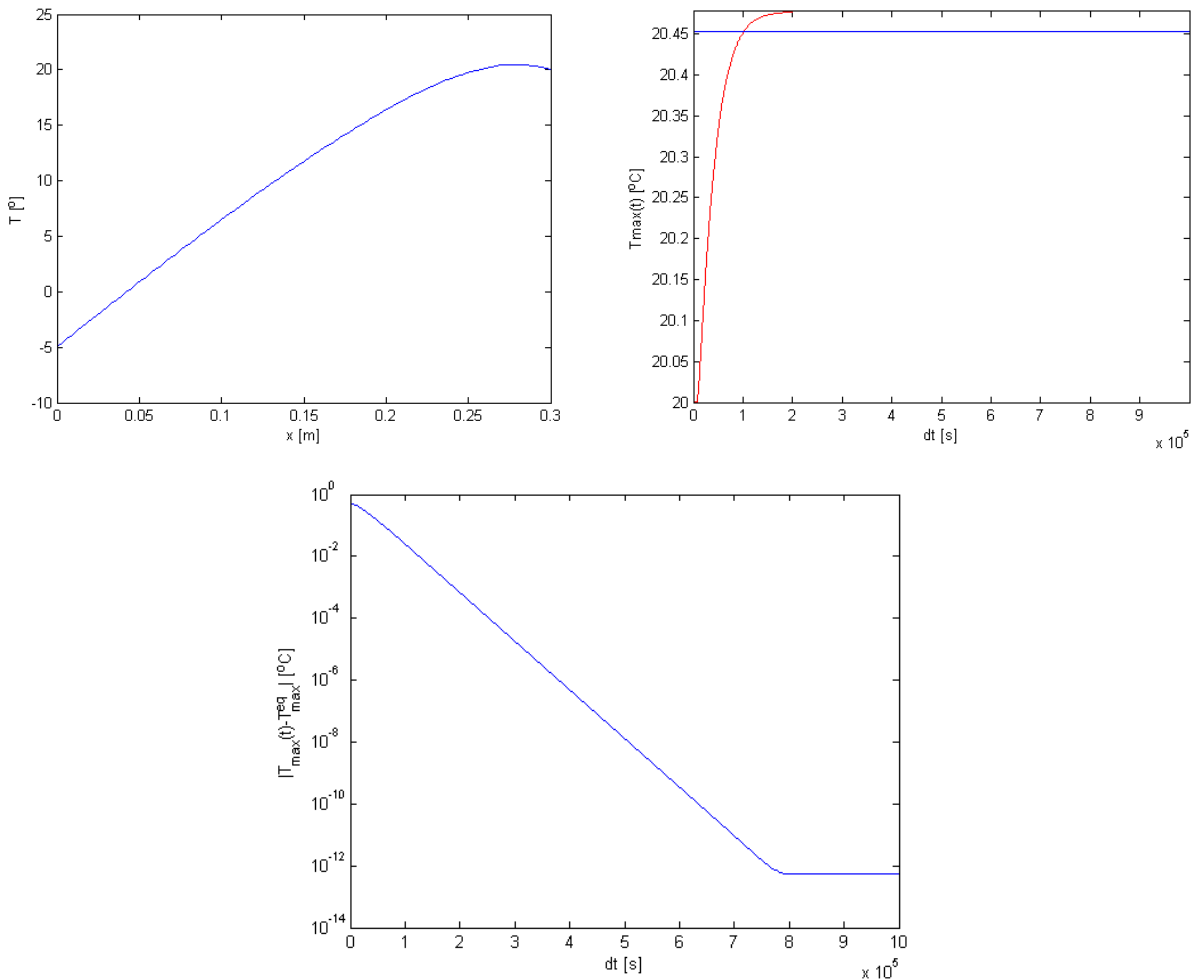 25
20
15
10
5
0
-5
-10
T [º]
0 0.05 0.1 0.15 0.2 0.25 0.3
x [m]
20.45
20.4
20.35
20.3
20.25
20.2
20.15
20.1
20.05
20
Tmax(t) [ºC]
0 1 2 3 4 5 6 7 8 9
dt [s]
x 10^5
10^0
10^-2
10^-4
10^-6
10^-8
10^-10
10^-12
10^-14
|T_max(t)-T^eq_max| [ºC]
0 1 2 3 4 5 6 7 8 9 10
dt [s]
x 10^5